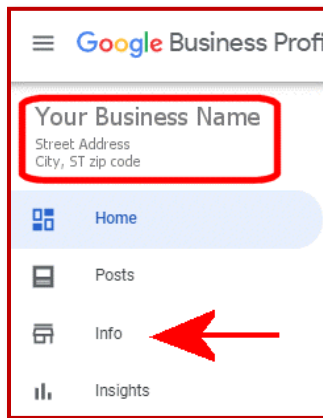 Google Business Profi
Your Business Name
Street Address
City, ST zip code
Home
Posts
Info
Insights